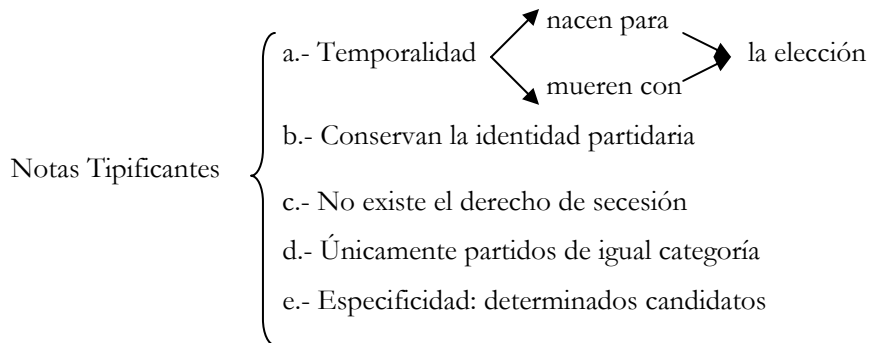 nacen para
a.- Temporalidad
la elección
mueren con
b.- Conservan la identidad partidaria
Notas Tipificantes
c.- No existe el derecho de secesión
d.- Únicamente partidos de igual categoría
e.- Especificidad: determinados candidatos